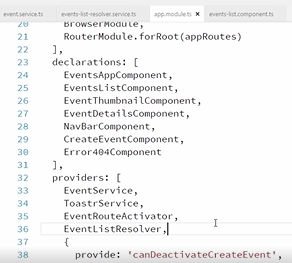 event.service.ts events-list-resolver.service.ts app.module.ts × events-list.component.ts
20 BrowserModule,
21 RouterModule.forRoot(appRoutes)
22 ],
23 declarations: [
24 EventsAppComponent,
25 EventsListComponent,
26 EventThumbnailComponent,
27 EventDetailsComponent,
28 NavBarComponent,
29 CreateEventComponent,
30 Error404Component
31 ],
32 providers: [
33 EventService,
34 ToastrService,
35 EventRouteActivator,
36 EventListResolver,
37 {
38 provide: 'canDeactivateCreateEvent',